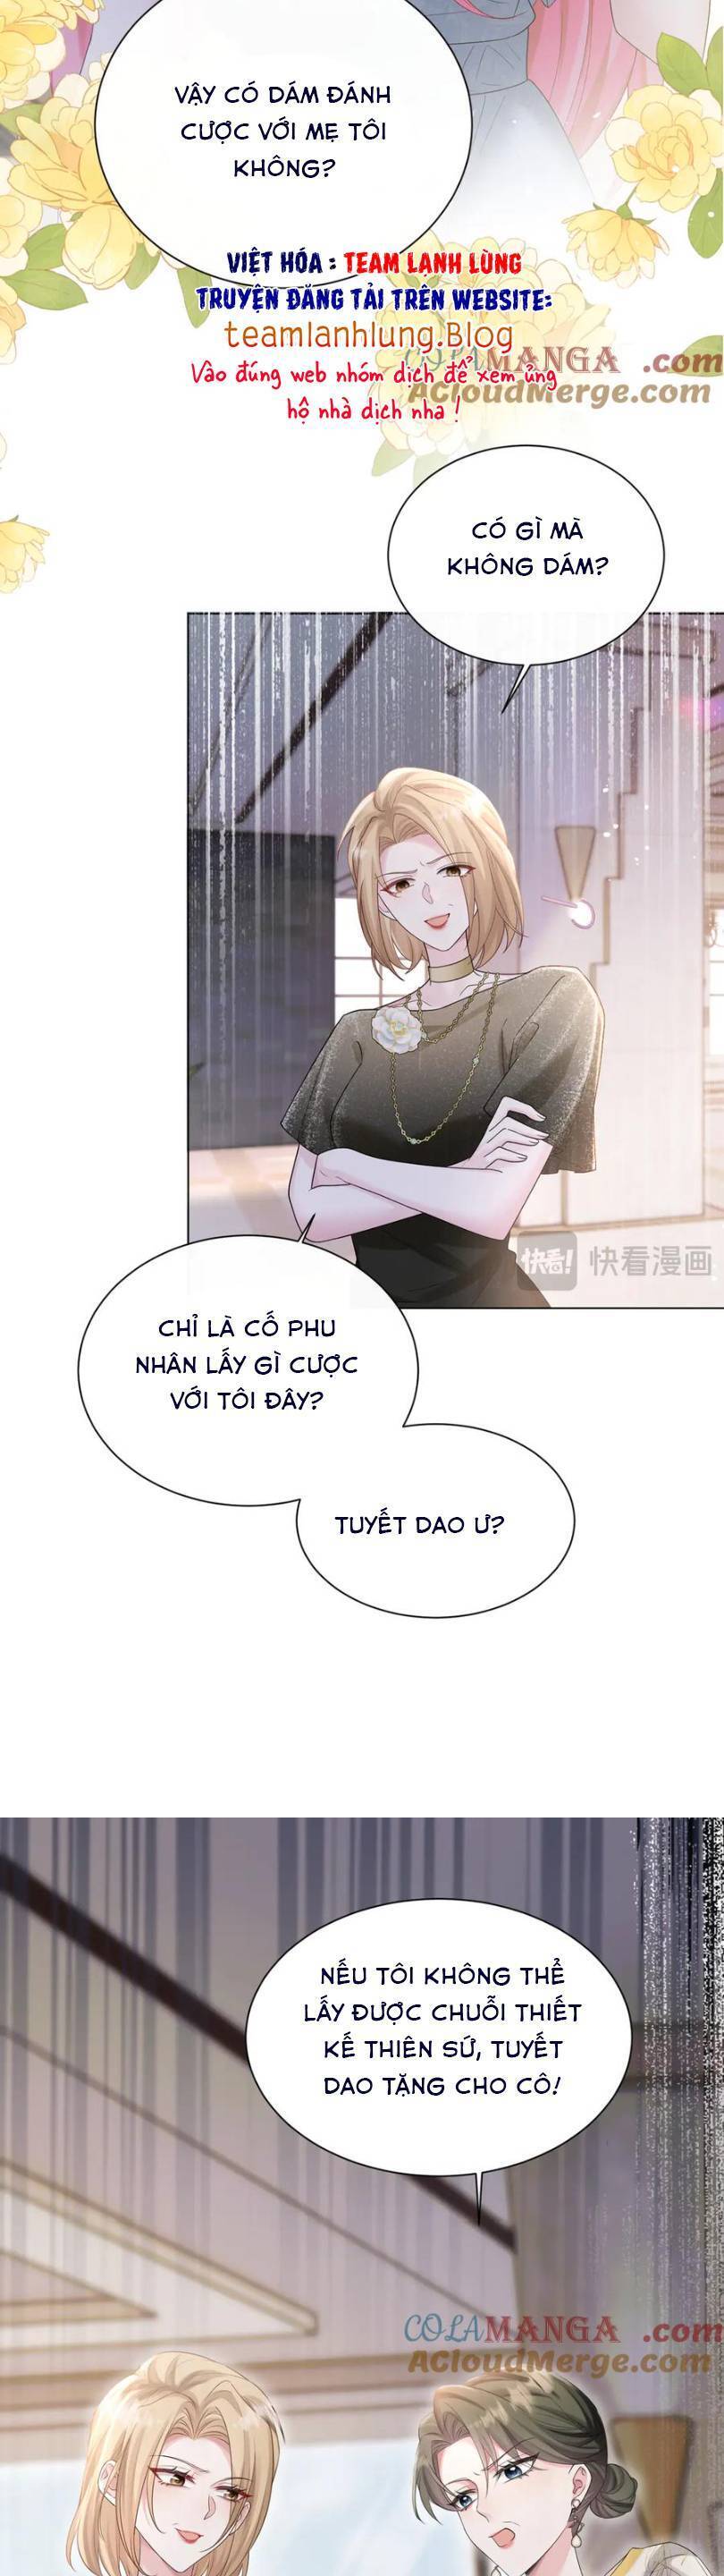 VẬY CÓ DÁM ĐÁNH
CƯỢC VỚI MẸ TÔI
KHÔNG?
VIỆT HÓA : TEAM LẠNH LÙNG
TRUYỆN ĐĂNG TẢI TRÊN WEBSITE:
teamlanhlung.Blog
COLAMANGA .com
AcloudMerge.com
Vào đúng web nhóm dịch để xem ủng
hộ nhà dịch nha !
CÓ GÌ MÀ
KHÔNG DÁM?
快看! 快看漫画
CHỈ LÀ CỐ PHU
NHÂN LẤY GÌ CƯỢC
VỚI TÔI ĐÂY?
TUYẾT DAO Ư?
NẾU TÔI KHÔNG THỂ
LẤY ĐƯỢC CHUỖI THIẾT
KẾ THIÊN SỨ, TUYẾT
DAO TẶNG CHO CÔ!
COLAMANGA .com
AcloudMerge.com